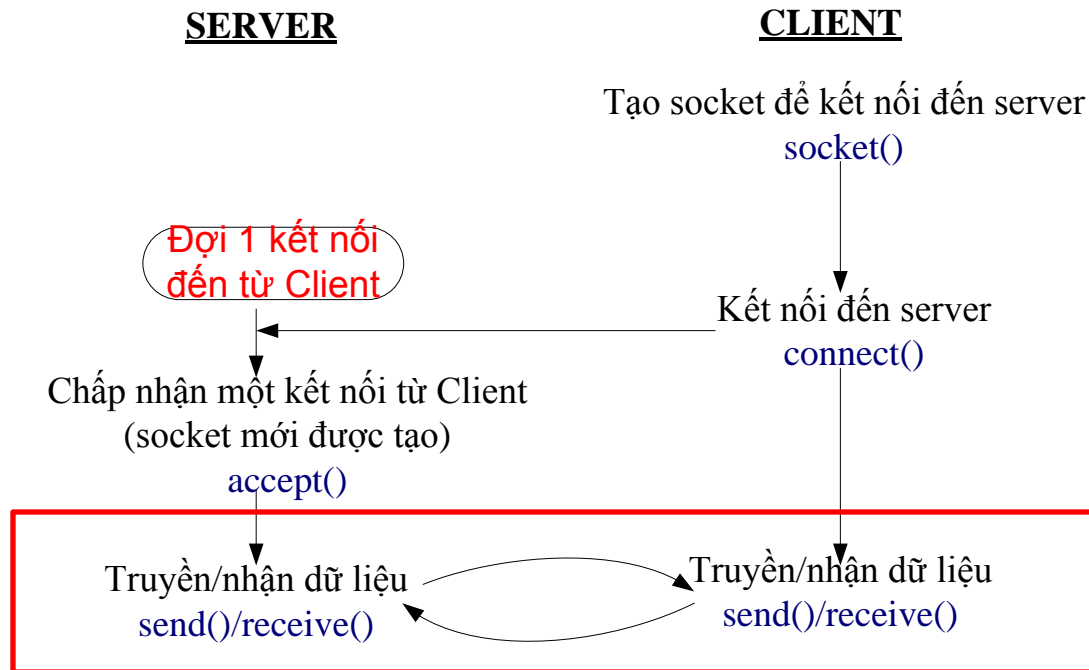 SERVER
CLIENT
Tạo socket để kết nối đến server
socket()
Đợi 1 kết nối
đến từ Client
Kết nối đến server
connect()
Chấp nhận một kết nối từ Client
(socket mới được tạo)
accept()
Truyền/nhận dữ liệu
send()/receive()
Truyền/nhận dữ liệu
send()/receive()